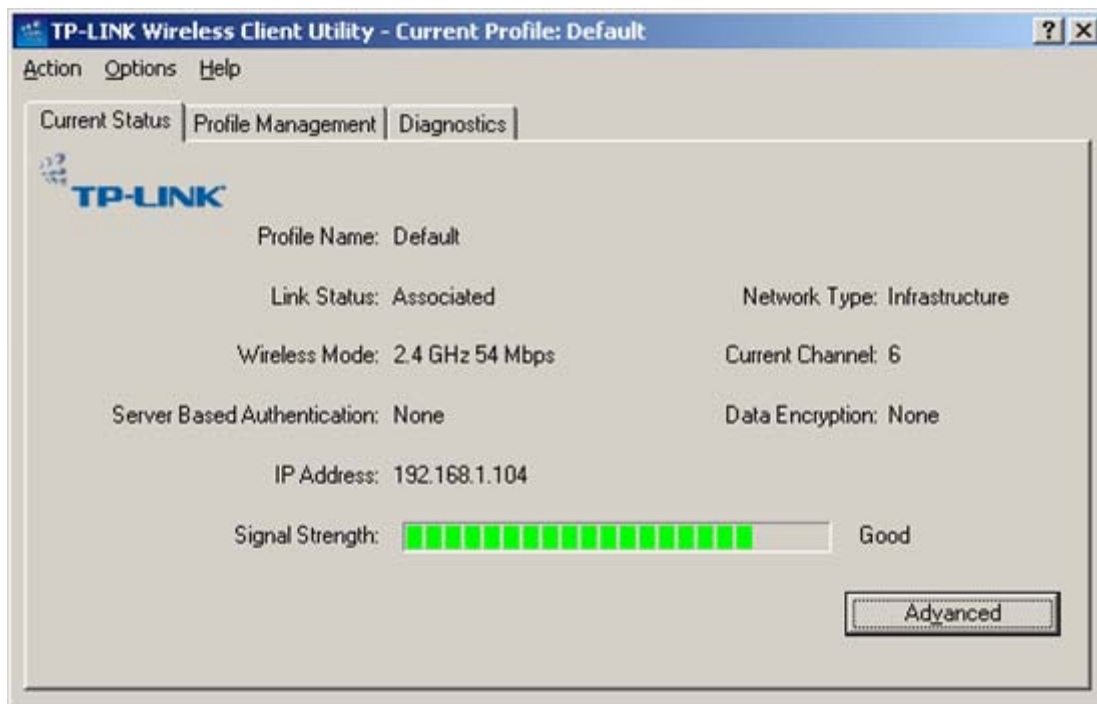 TP-LINK Wireless Client Utility - Current Profile: Default
Action Options Help
Current Status Profile Management Diagnostics
TP-LINK
Profile Name: Default
Link Status: Associated Network Type: Infrastructure
Wireless Mode: 2.4 GHz 54 Mbps Current Channel: 6
Server Based Authentication: None Data Encryption: None
IP Address: 192.168.1.104
Signal Strength: Good
Advanced